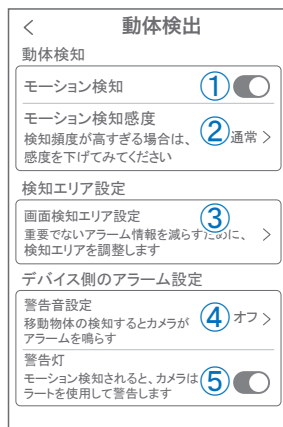 < 動体検出
動体検知
モーション検知 ①
モーション検知感度
検知頻度が高すぎる場合は、 ② 通常 >
感度を下げてみてください
検知エリア設定
画面検知エリア設定 ③
重要でないアラーム情報を減らすために、 >
検知エリアを調整します
デバイス側のアラーム設定
警告音設定
移動物体の検知するとカメラが ④ オフ >
アラームを鳴らす
警告灯
モーション検知されると、カメラは ⑤
ラートを使用して警告します